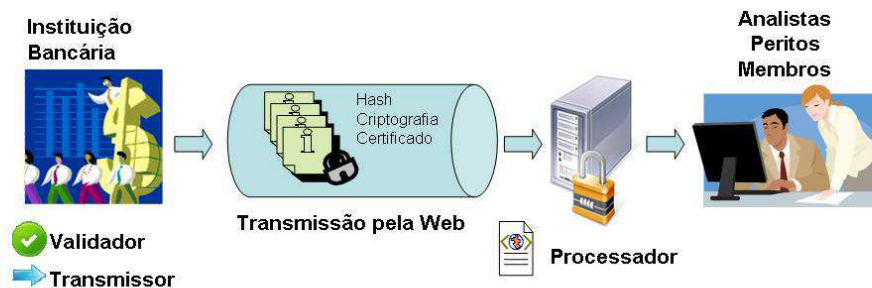 Instituição
Bancária
Hash
Criptografia
Certificado
Transmissão pela Web
Analistas
Peritos
Membros
Validador
Transmissor
Processador